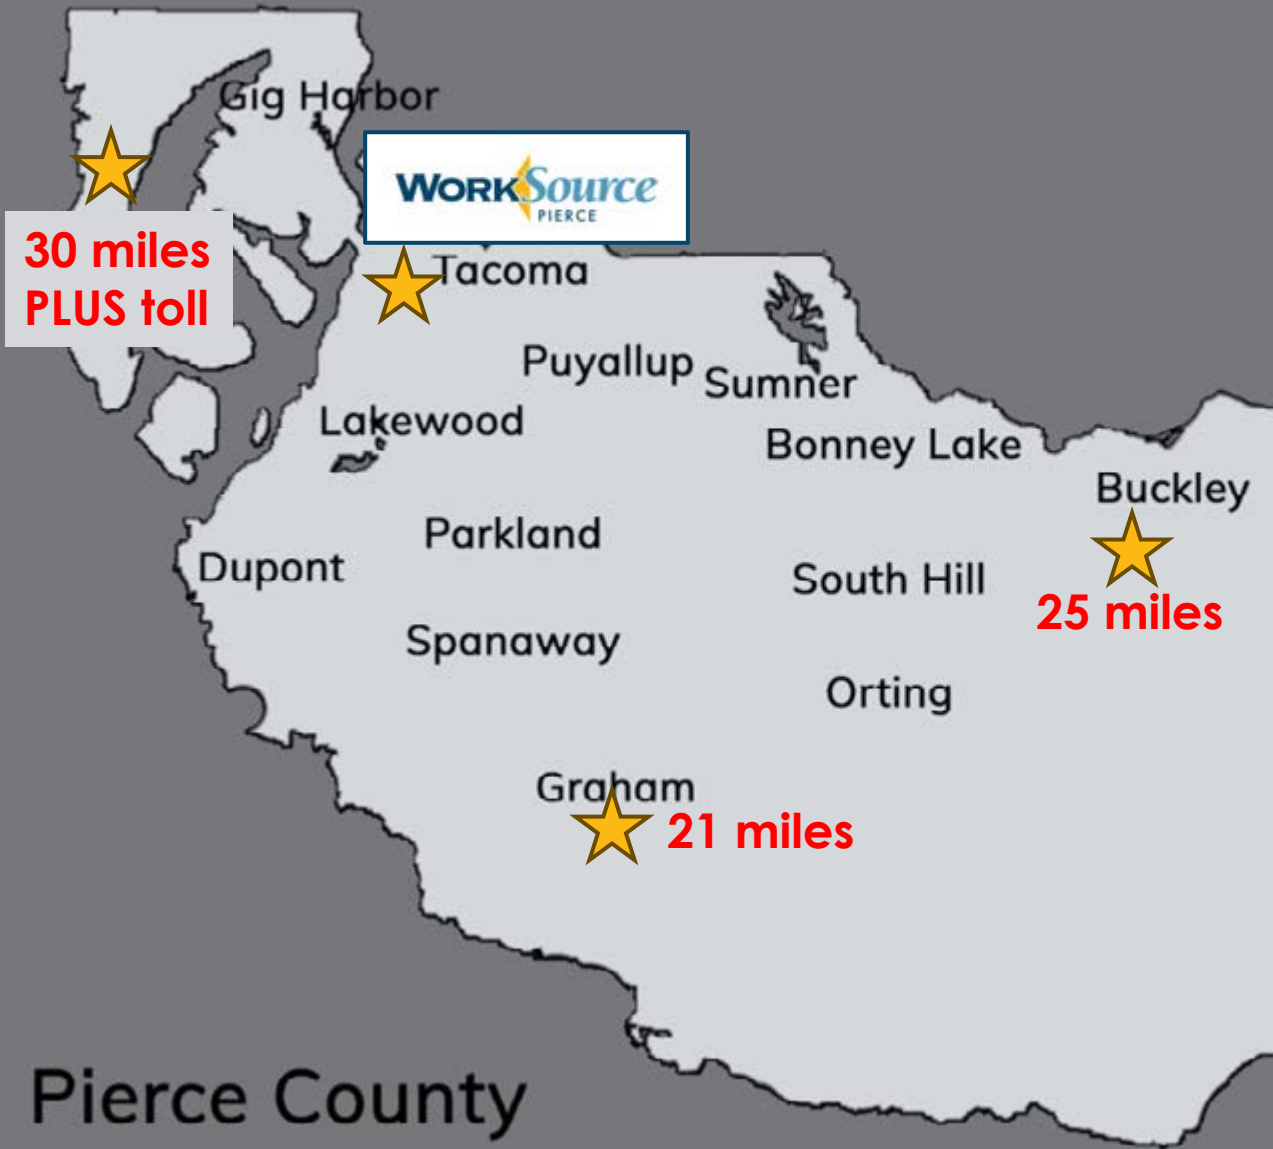 Gig Harbor
WORKSource
PIERCE
30 miles
PLUS toll
Tacoma
Puyallup
Sumner
Lakewood
Bonney Lake
Buckley
Parkland
Dupont
South Hill
25 miles
Spanaway
Orting
Graham
21 miles
Pierce County